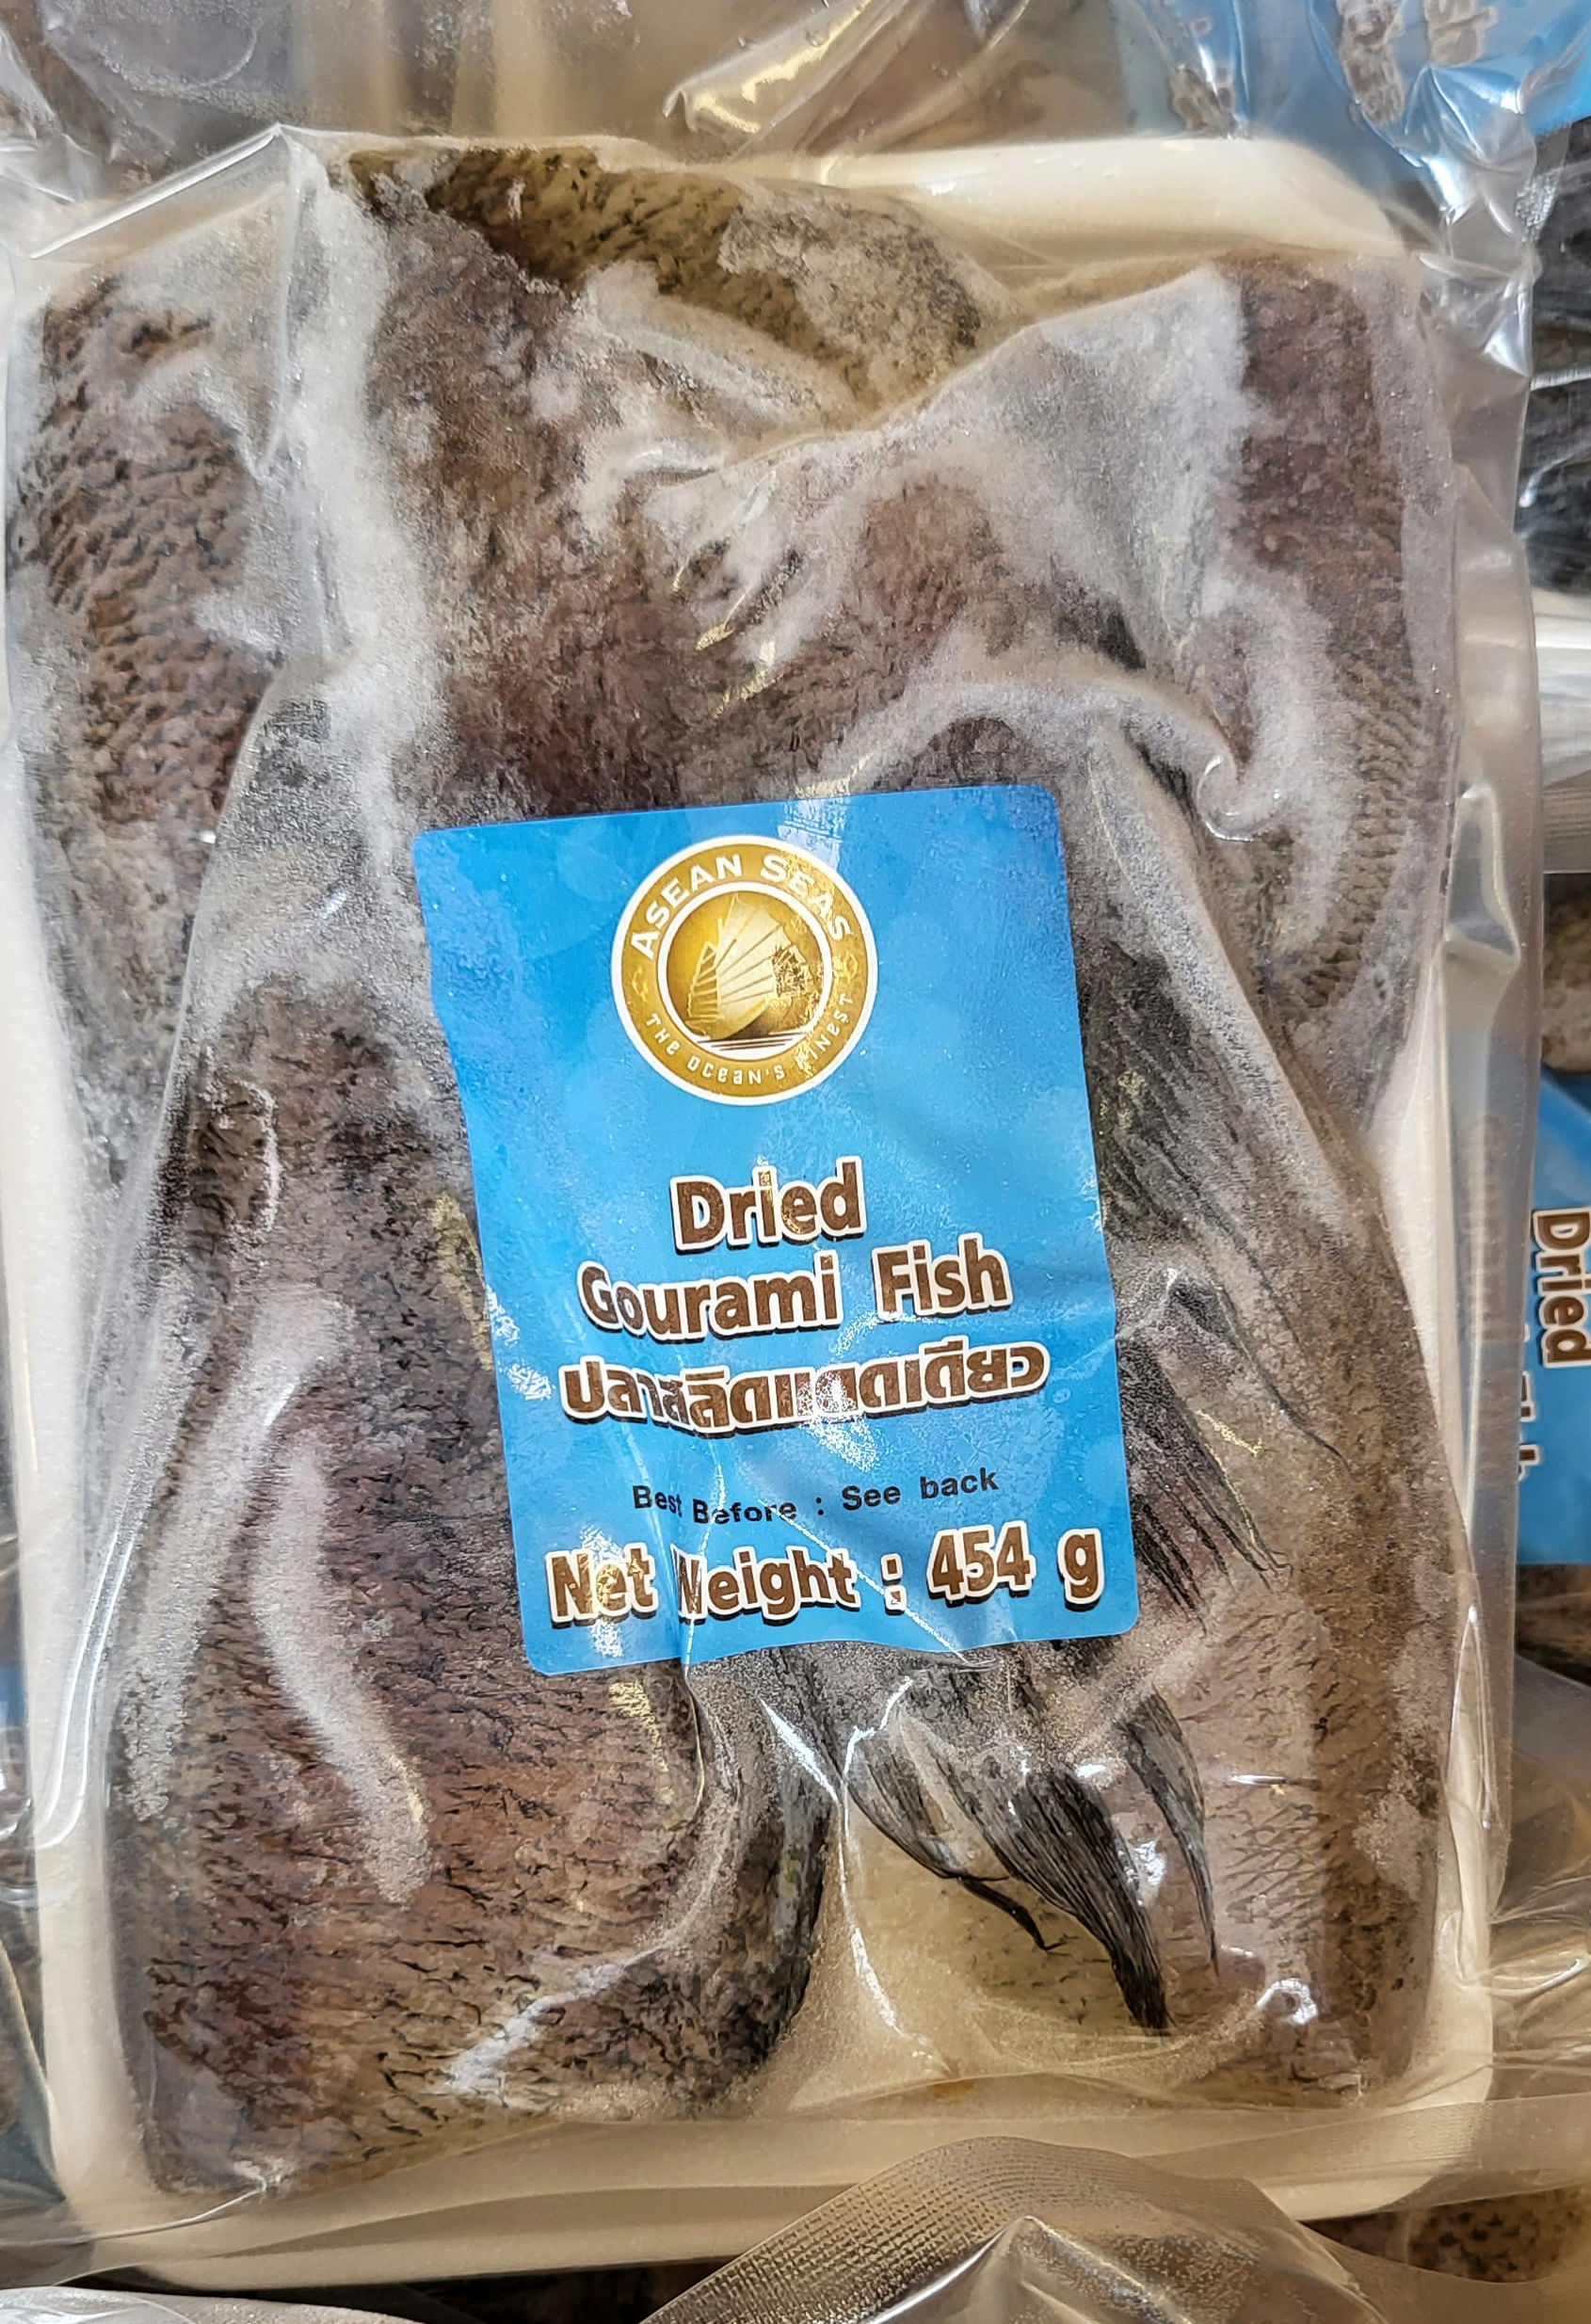 ASEAN SEAS
THE OCEAN'S FINEST
Dried
Gourami Fish
ปลาสลิดแดดเดียว
Best Before : See back
Net Weight : 454 g
Dried